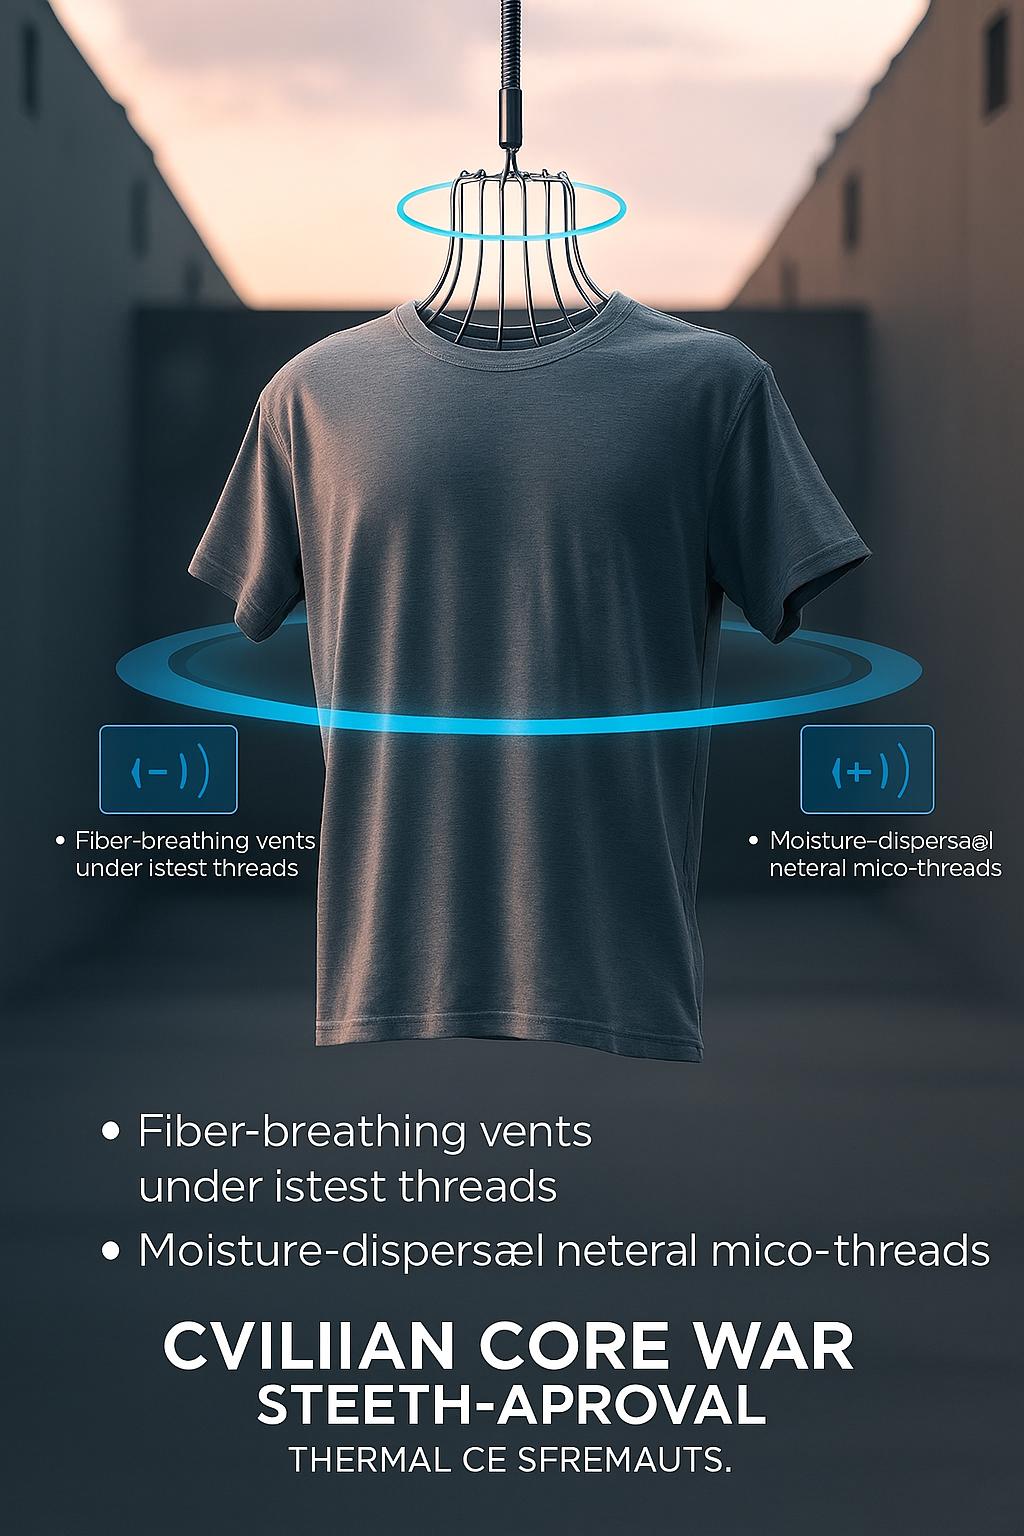 (-))
(+))
• Fiber-breathing vents
under istest threads
• Moisture-dispersa@l
neteral mico-threads
• Fiber-breathing vents
under istest threads
• Moisture-dispersæl neteral mico-threads
CVILIIAN CORE WAR
STEETH-APROVAL
THERMAL CE SFREMAUTS.